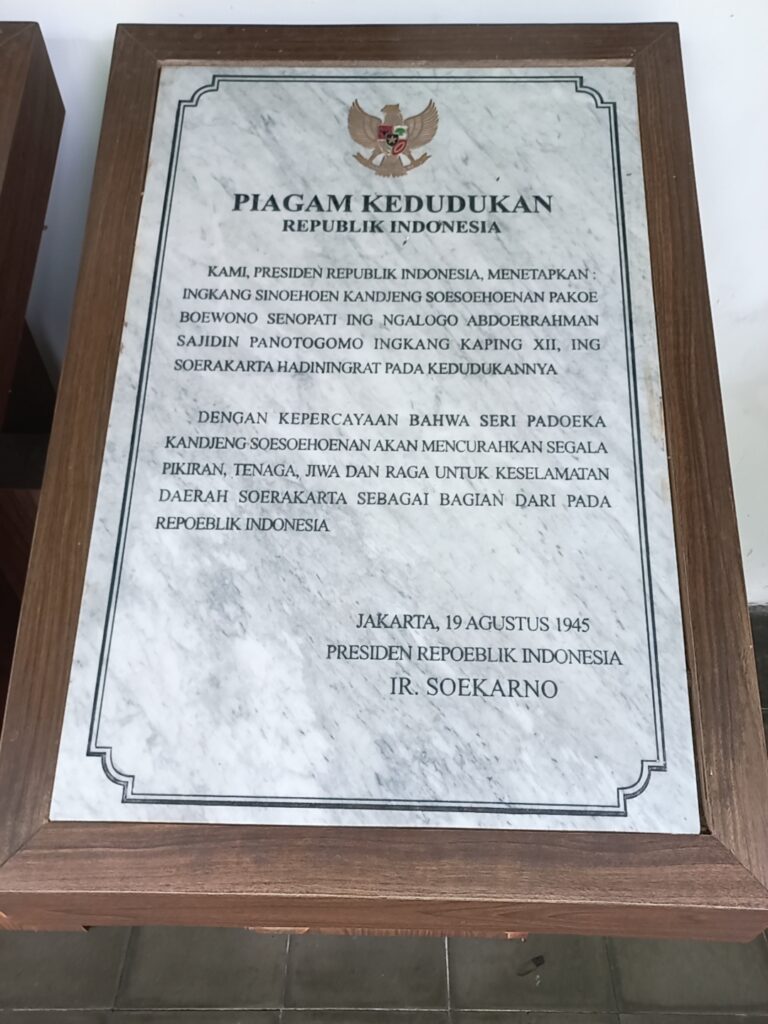 PIAGAM KEDUDUKAN
REPUBLIK INDONESIA
KAMI, PRESIDEN REPUBLIK INDONESIA, MENETAPKAN :
INGKANG SINOEHOEN KANDJENG SOESOEHOENAN PAKOE
BOEWONO SENOPATI ING NGALOGO ABDOERRAHMAN
SAJIDIN PANOTOGOMO INGKANG KAPING XII, ING
SOERAKARTA HADININGRAT PADA KEDUDUKANNYA
DENGAN KEPERCAYAAN BAHWA SERI PADOEKA
KANDJENG SOESOEHOENAN AKAN MENCURAHKAN SEGALA
PIKIRAN, TENAGA, JIWA DAN RAGA UNTUK KESELAMATAN
DAERAH SOERAKARTA SEBAGAI BAGIAN DARI PADA
REPOEBLIK INDONESIA
JAKARTA, 19 AGUSTUS 1945
PRESIDEN REPOEBLIK INDONESIA
IR. SOEKARNO